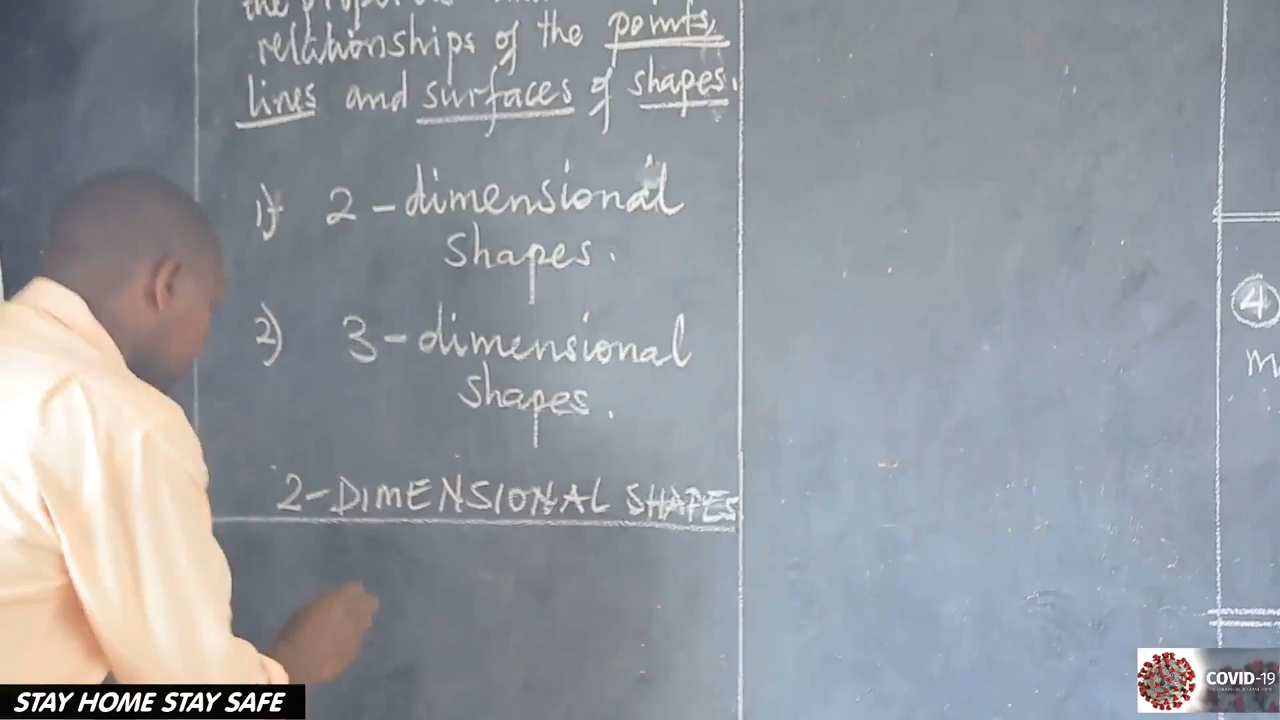 the
relationships of the points,
lines and surfaces of shapes.
1) 2-dimensional
shapes.
2) 3-dimensional
shapes.
2-DIMENSIONAL SHAPES
4
m
STAY HOME STAY SAFE
COVID-19